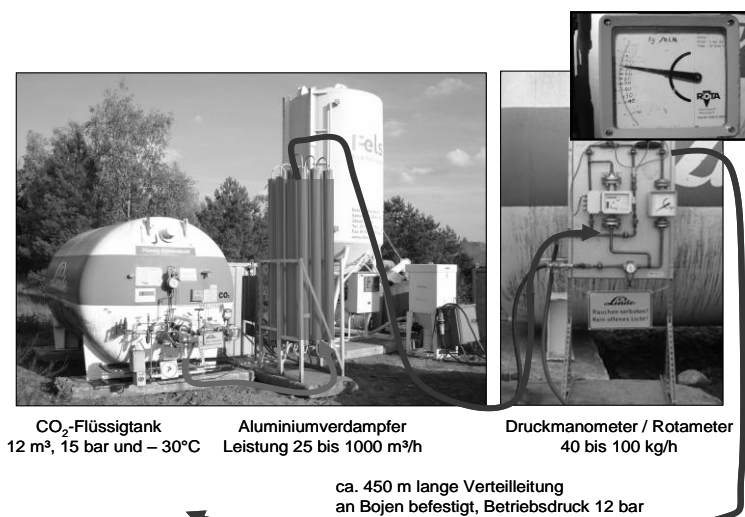 ROTA
Fels
CO₂
Linde
Rauchen verboten!
Kein offenes Licht!
CO₂-Flüssigtank
12 m³, 15 bar und – 30°C
Aluminiumverdampfer
Leistung 25 bis 1000 m³/h
Druckmanometer / Rotameter
40 bis 100 kg/h
ca. 450 m lange Verteilleitung
an Bojen befestigt, Betriebsdruck 12 bar